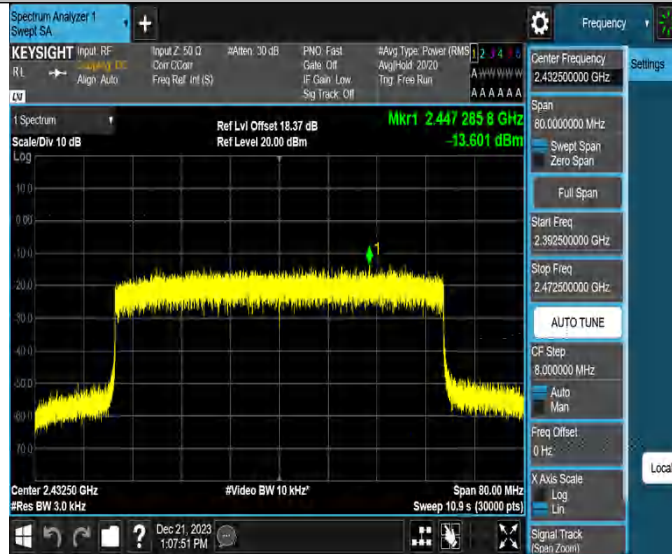 Spectrum Analyzer 1
Swept SA
+
Frequency
KEYSIGHT
Input: RF
Input Z: 50 Ω
#Atten: 30 dB
PNO: Fast
#Avg Type: Power (RMS
1 2 3 4 5 6
RL
Coupling: DC
Corr CCorr
Gate: Off
Avg|Hold: 20/20
Align: Auto
Freq Ref: Int (S)
IF Gain: Low
Trig: Free Run
Sig Track: Off
A A A A A A
LXI
1 Spectrum
Ref Lvl Offset 18.37 dB
Mkr1 2.447 285 8 GHz
Scale/Div 10 dB
Ref Level 20.00 dBm
-13.601 dBm
Log
10.0
0.00
-10.0
-20.0
-30.0
-40.0
-50.0
-60.0
-70.0
1
Center 2.43250 GHz
#Video BW 10 kHz*
Span 80.00 MHz
#Res BW 3.0 kHz
Sweep 10.9 s (30000 pts)
?
Dec 21, 2023
1:07:51 PM
Center Frequency
2.432500000 GHz
Settings
Span
80.0000000 MHz
Swept Span
Zero Span
Full Span
Start Freq
2.392500000 GHz
Stop Freq
2.472500000 GHz
AUTO TUNE
CF Step
8.000000 MHz
Auto
Man
Freq Offset
0 Hz
X Axis Scale
Log
Lin
Local
Signal Track
(Span Zoom)